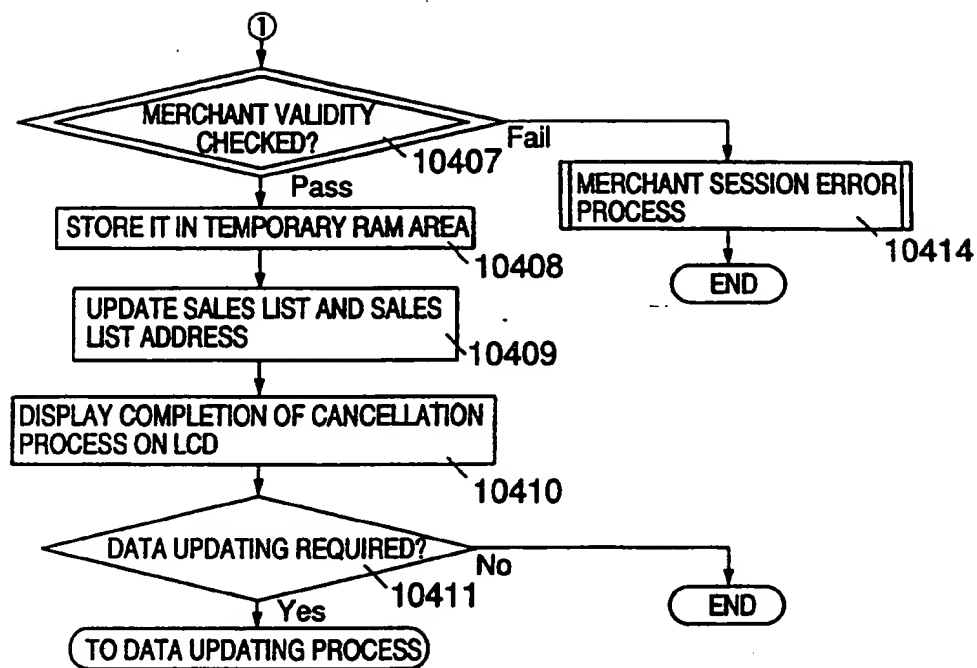 ①
MERCHANT VALIDITY
CHECKED?
10407
Fail
Pass
MERCHANT SESSION ERROR
PROCESS
10414
END
STORE IT IN TEMPORARY RAM AREA
10408
UPDATE SALES LIST AND SALES
LIST ADDRESS
10409
DISPLAY COMPLETION OF CANCELLATION
PROCESS ON LCD
10410
DATA UPDATING REQUIRED?
10411
No
END
Yes
TO DATA UPDATING PROCESS